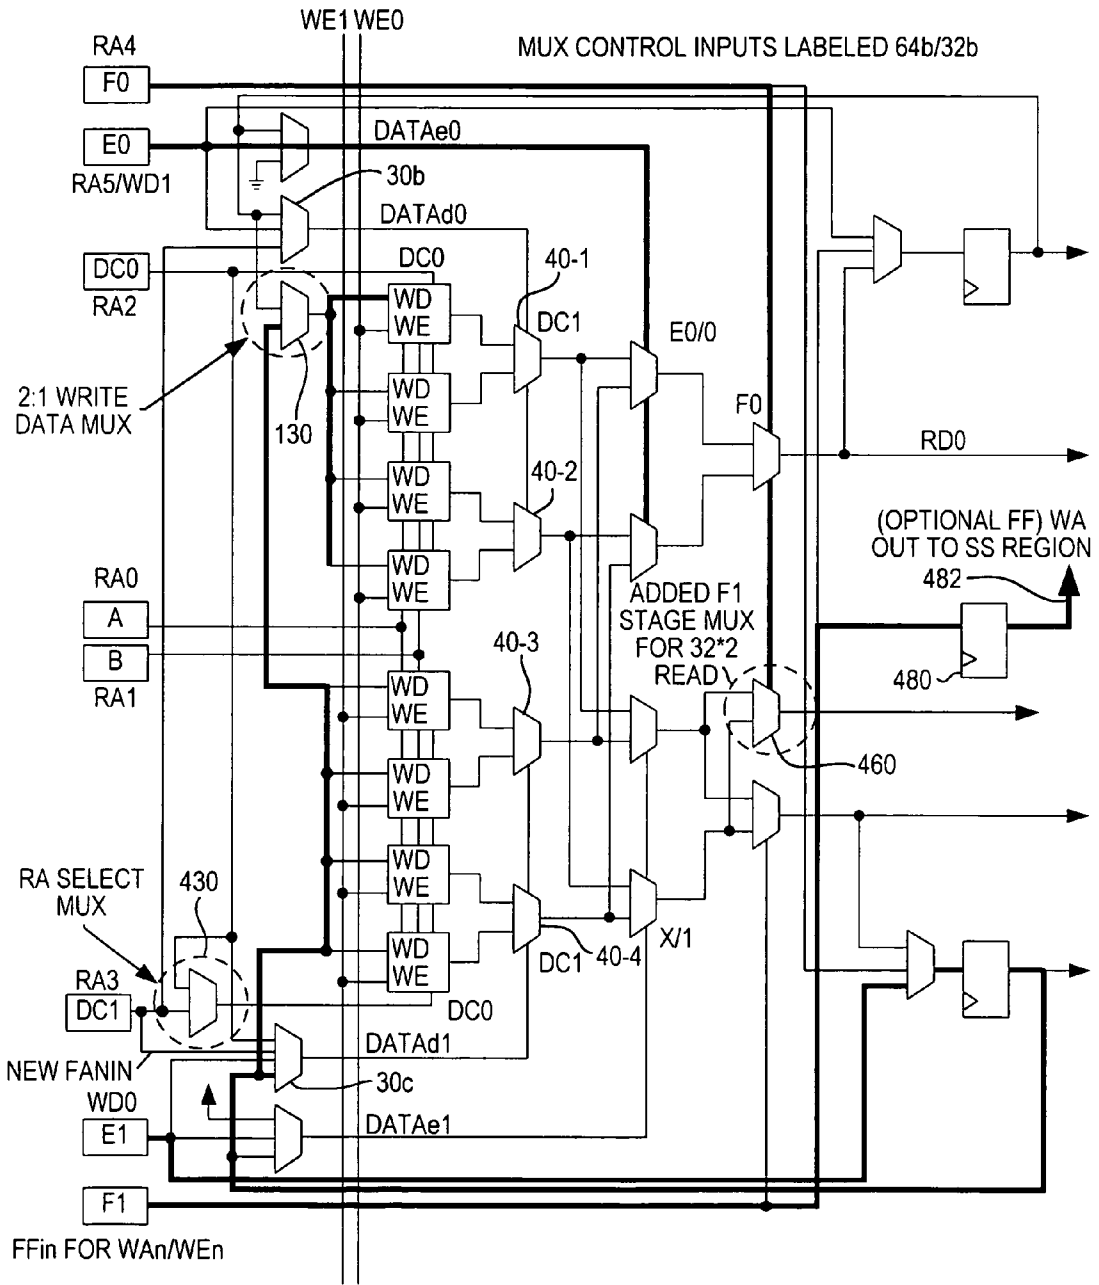 WE1 WE0
MUX CONTROL INPUTS LABELED 64b/32b
RA4
F0
E0
RA5/WD1
DATAe0
30b
DATAd0
DC0
RA2
DC0
40-1
DC1
E0/0
F0
WD
WE
2:1 WRITE
DATA MUX
130
WD
WE
RD0
40-2
WD
WE
(OPTIONAL FF) WA
OUT TO SS REGION
482
WD
WE
RA0
A
B
RA1
ADDED F1
STAGE MUX
FOR 32*2
READ
480
40-3
WD
WE
460
WD
WE
WD
WE
RA SELECT
MUX
430
X/1
40-4
DC1
WD
WE
RA3
DC1
DC0
NEW FANIN
DATAd1
30c
WD0
E1
DATAe1
F1
FFin FOR WAn/WEn